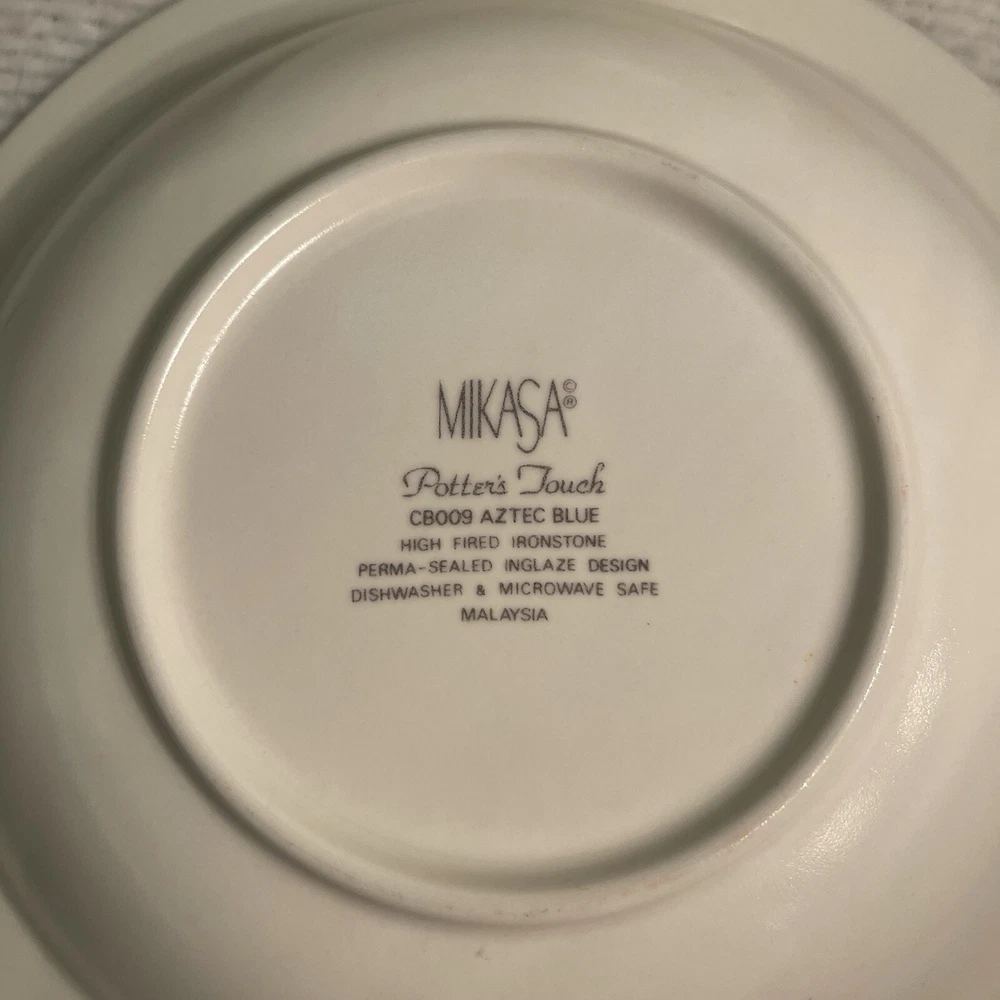 MIKASA©®
Potter's Touch
CB009 AZTEC BLUE
HIGH FIRED IRONSTONE
PERMA-SEALED INGLAZE DESIGN
DISHWASHER & MICROWAVE SAFE
MALAYSIA